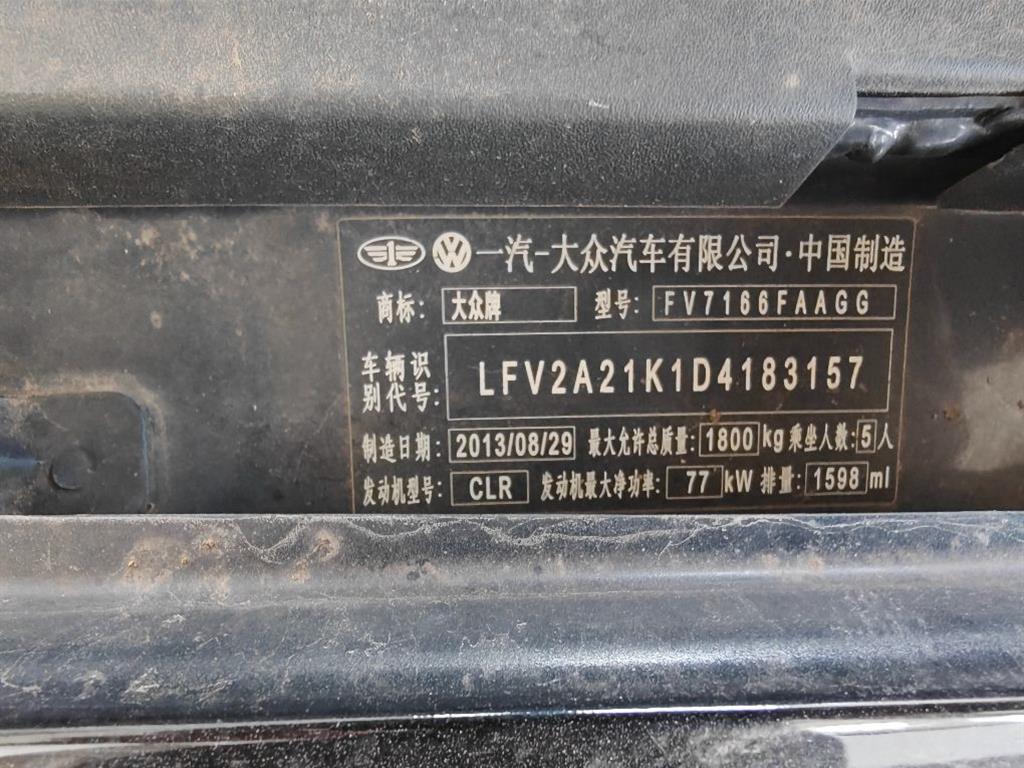 一汽-大众汽车有限公司·中国制造
商标: 大众牌 型号: FV7166FAAGG
车辆识别代号: LFV2A21K1D4183157
制造日期: 2013/08/29 最大允许总质量: 1800 kg 乘坐人数: 5 人
发动机型号: CLR 发动机最大净功率: 77 kW 排量: 1598 ml